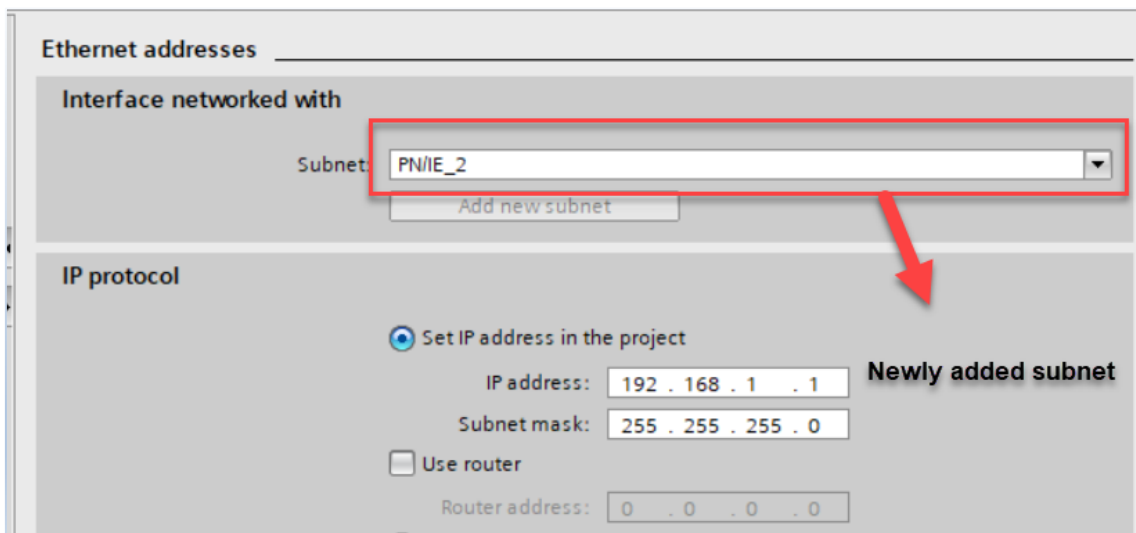 Ethernet addresses
Interface networked with
Subnet: PN/IE_2
Add new subnet
IP protocol
Set IP address in the project
IP address: 192 . 168 . 1 . 1
Newly added subnet
Subnet mask: 255 . 255 . 255 . 0
Use router
Router address: 0 . 0 . 0 . 0